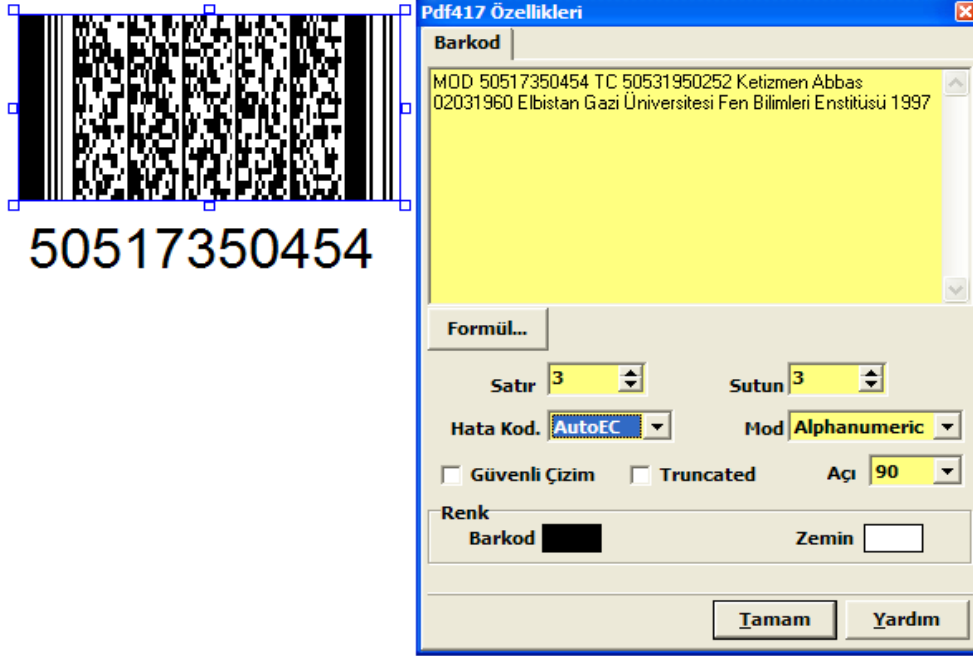 50517350454
Pdf417 Özellikleri
Barkod
MOD 50517350454 TC 50531950252 Ketizmen Abbas
02031960 Elbistan Gazi Üniversitesi Fen Bilimleri Enstitüsü 1997
Formül...
Satır 3 Sutun 3
Hata Kod. AutoEC Mod Alphanumeric
Güvenli Çizim Truncated Açı 90
Renk
Barkod Zemin
Tamam Yardım